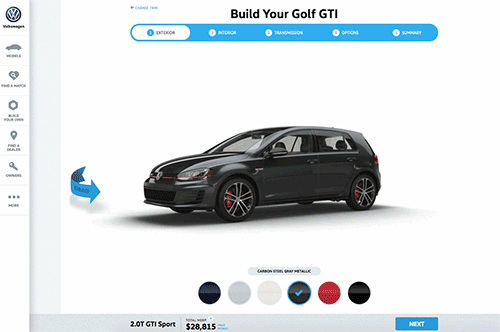 CHANGE TRIM
Build Your Golf GTI
Volkswagen
1 EXTERIOR
2 INTERIOR
3 TRANSMISSION
4 OPTIONS
5 SUMMARY
MODELS
FIND A MATCH
BUILD
YOUR OWN
FIND A
DEALER
OWNERS
MORE
CARBON STEEL GRAY METALLIC
2.0T GTI Sport
TOTAL MSRP
$28,815
NEXT